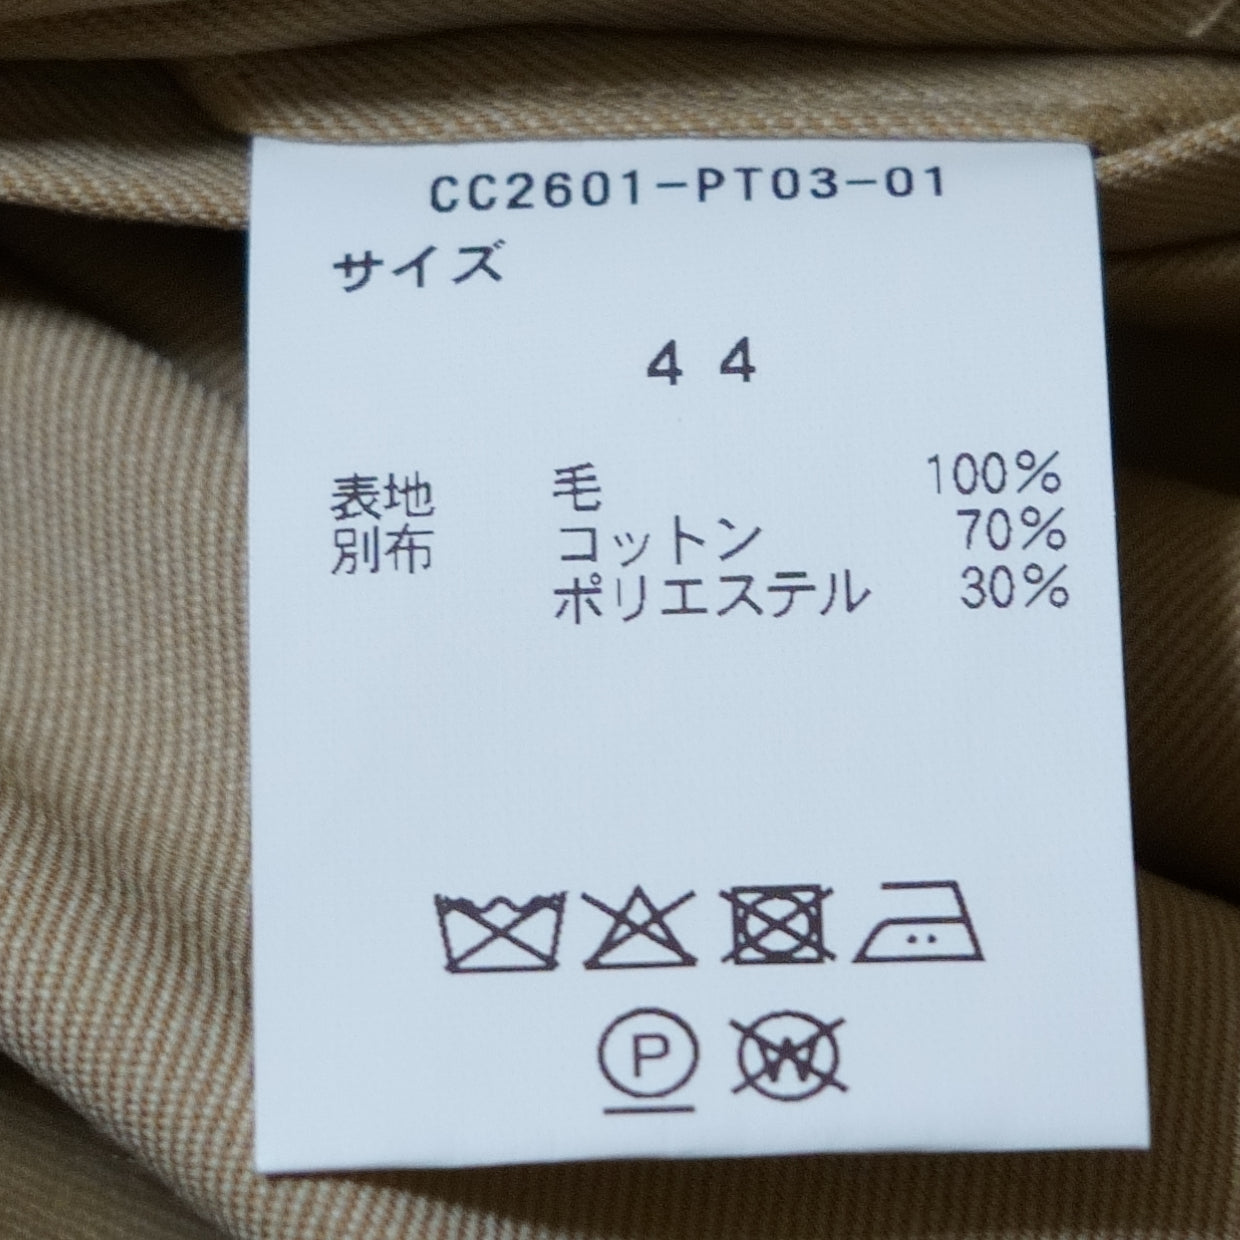 CC2601-PT03-01
サイズ
44
表地 毛 100%
別布 コットン 70%
ポリエステル 30%
P W